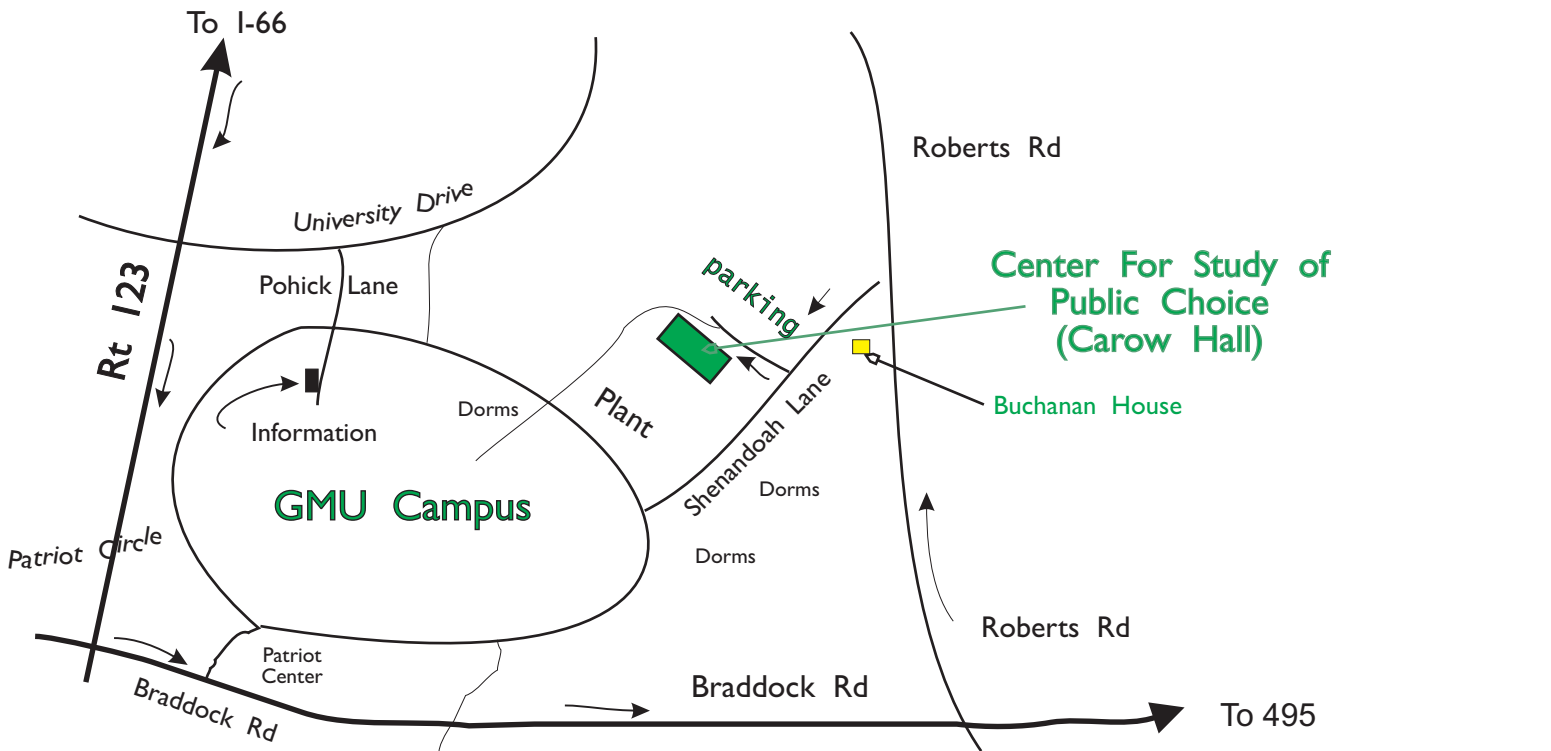 To I-66
University Drive
Roberts Rd
Rt 123
Pohick Lane
parking
Center For Study of
Public Choice
(Carow Hall)
Dorms
Plant
Shenandoah Lane
Buchanan House
Information
GMU Campus
Dorms
Patriot Circle
Dorms
Roberts Rd
Patriot
Center
Braddock Rd
Braddock Rd
To 495